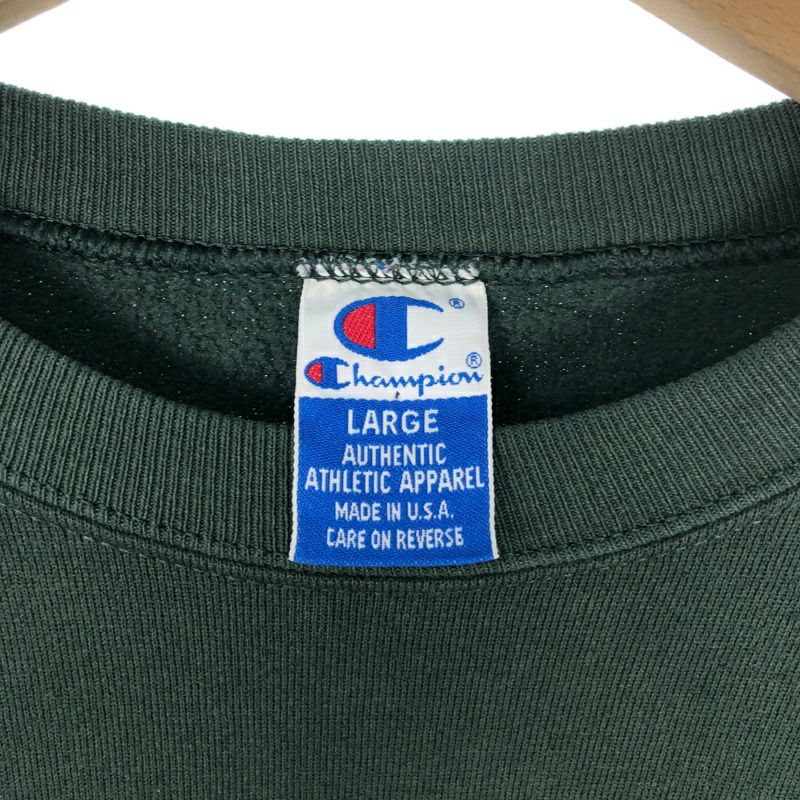 ®
Champion®
LARGE
AUTHENTIC
ATHLETIC APPAREL
MADE IN U.S.A.
CARE ON REVERSE